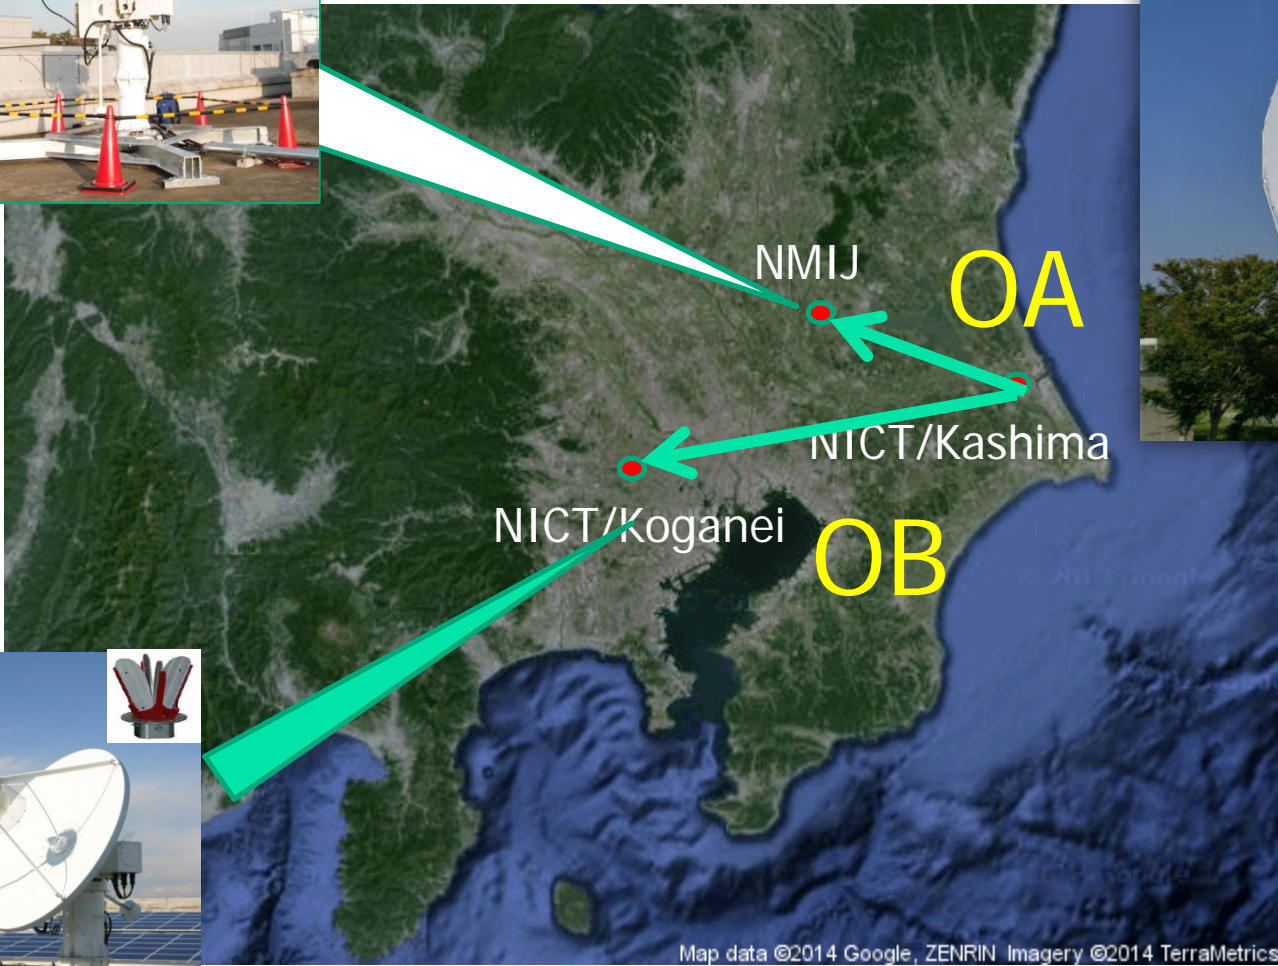 NMIJ
OA
NICT/Kashima
NICT/Koganei
OB
Map data ©2014 Google, ZENRIN Imagery ©2014 TerraMetrics